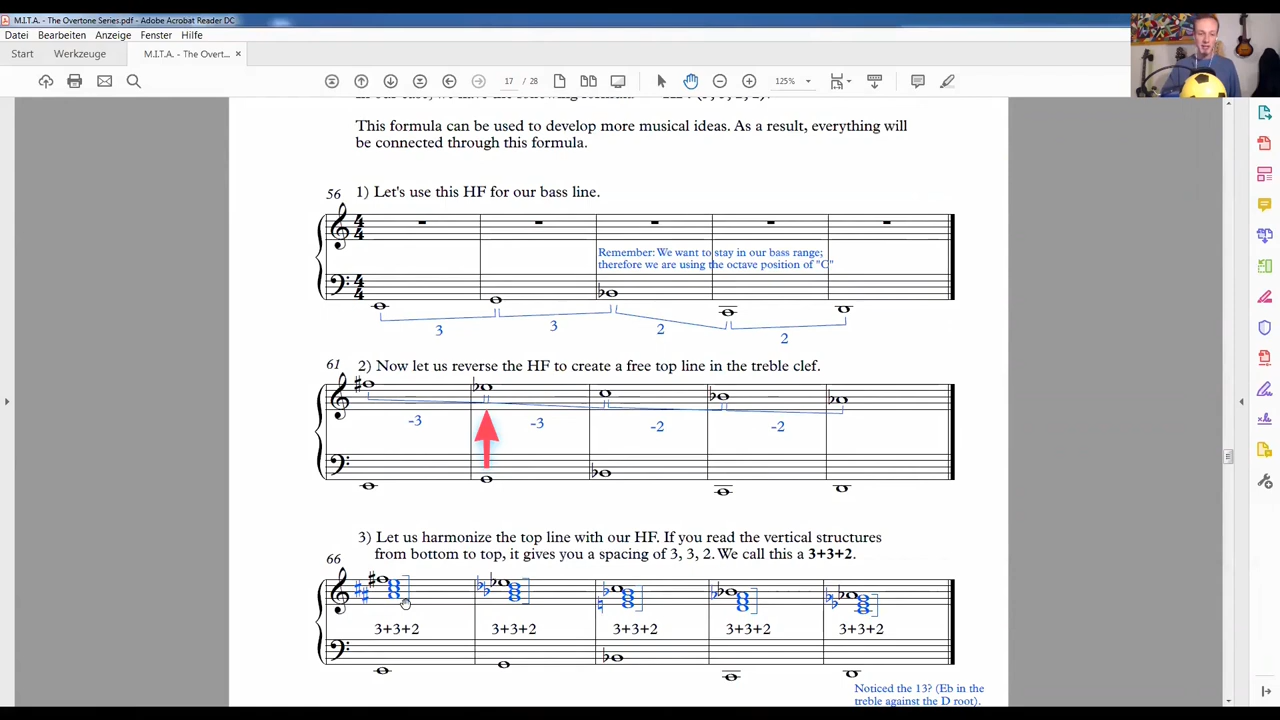 M.I.T.A. - The Overtone Series.pdf - Adobe Acrobat Reader DC
Datei Bearbeiten Anzeige Fenster Hilfe
Start Werkzeuge M.I.T.A. - The Overt... ×
17 / 28 125%
This formula can be used to develop more musical ideas. As a result, everything will
be connected through this formula.
56 1) Let's use this HF for our bass line.
Remember: We want to stay in our bass range;
therefore we are using the octave position of "C"
3 3 2 2
61 2) Now let us reverse the HF to create a free top line in the treble clef.
-3 -3 -2 -2
3) Let us harmonize the top line with our HF. If you read the vertical structures
from bottom to top, it gives you a spacing of 3, 3, 2. We call this a 3+3+2.
66
3+3+2 3+3+2 3+3+2 3+3+2 3+3+2
Noticed the 13? (Eb in the
treble against the D root).